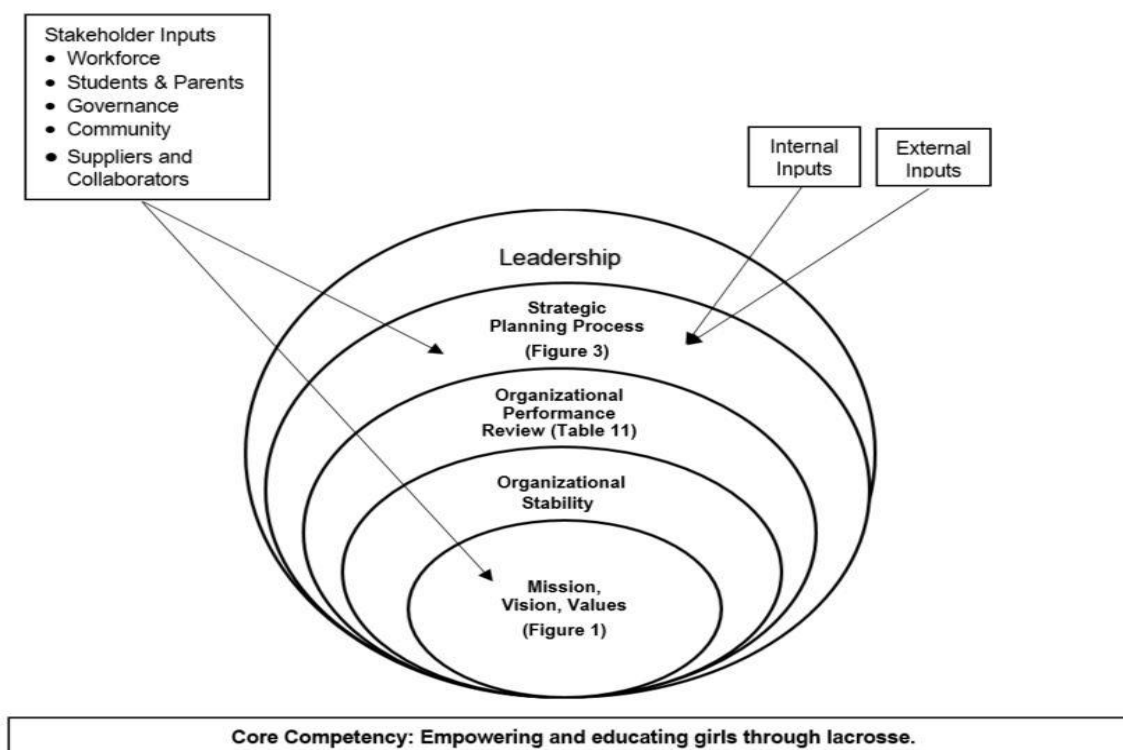 Stakeholder Inputs
• Workforce
• Students & Parents
• Governance
• Community
• Suppliers and
Collaborators
Internal
Inputs
External
Inputs
Leadership
Strategic
Planning Process
(Figure 3)
Organizational
Performance
Review (Table 11)
Organizational
Stability
Mission,
Vision, Values
(Figure 1)
Core Competency: Empowering and educating girls through lacrosse.